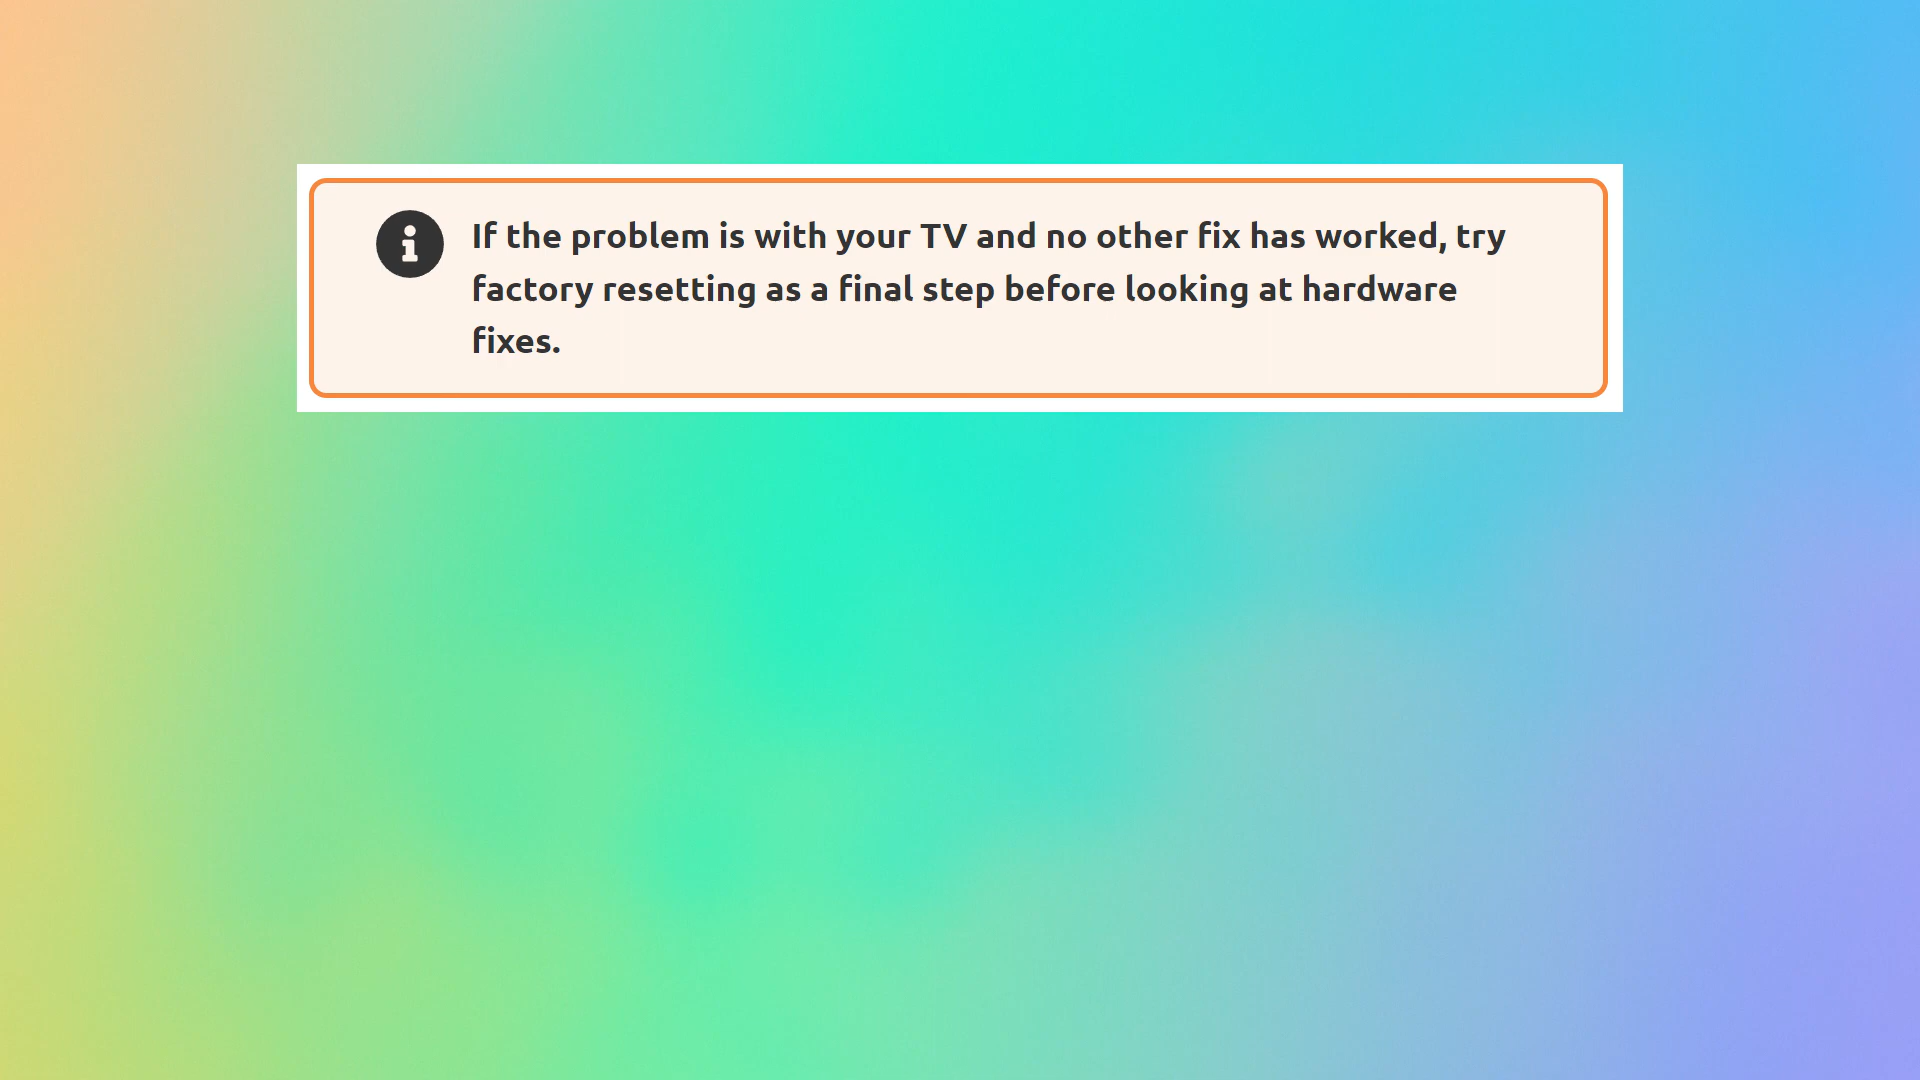 If the problem is with your TV and no other fix has worked, try
factory resetting as a final step before looking at hardware
fixes.